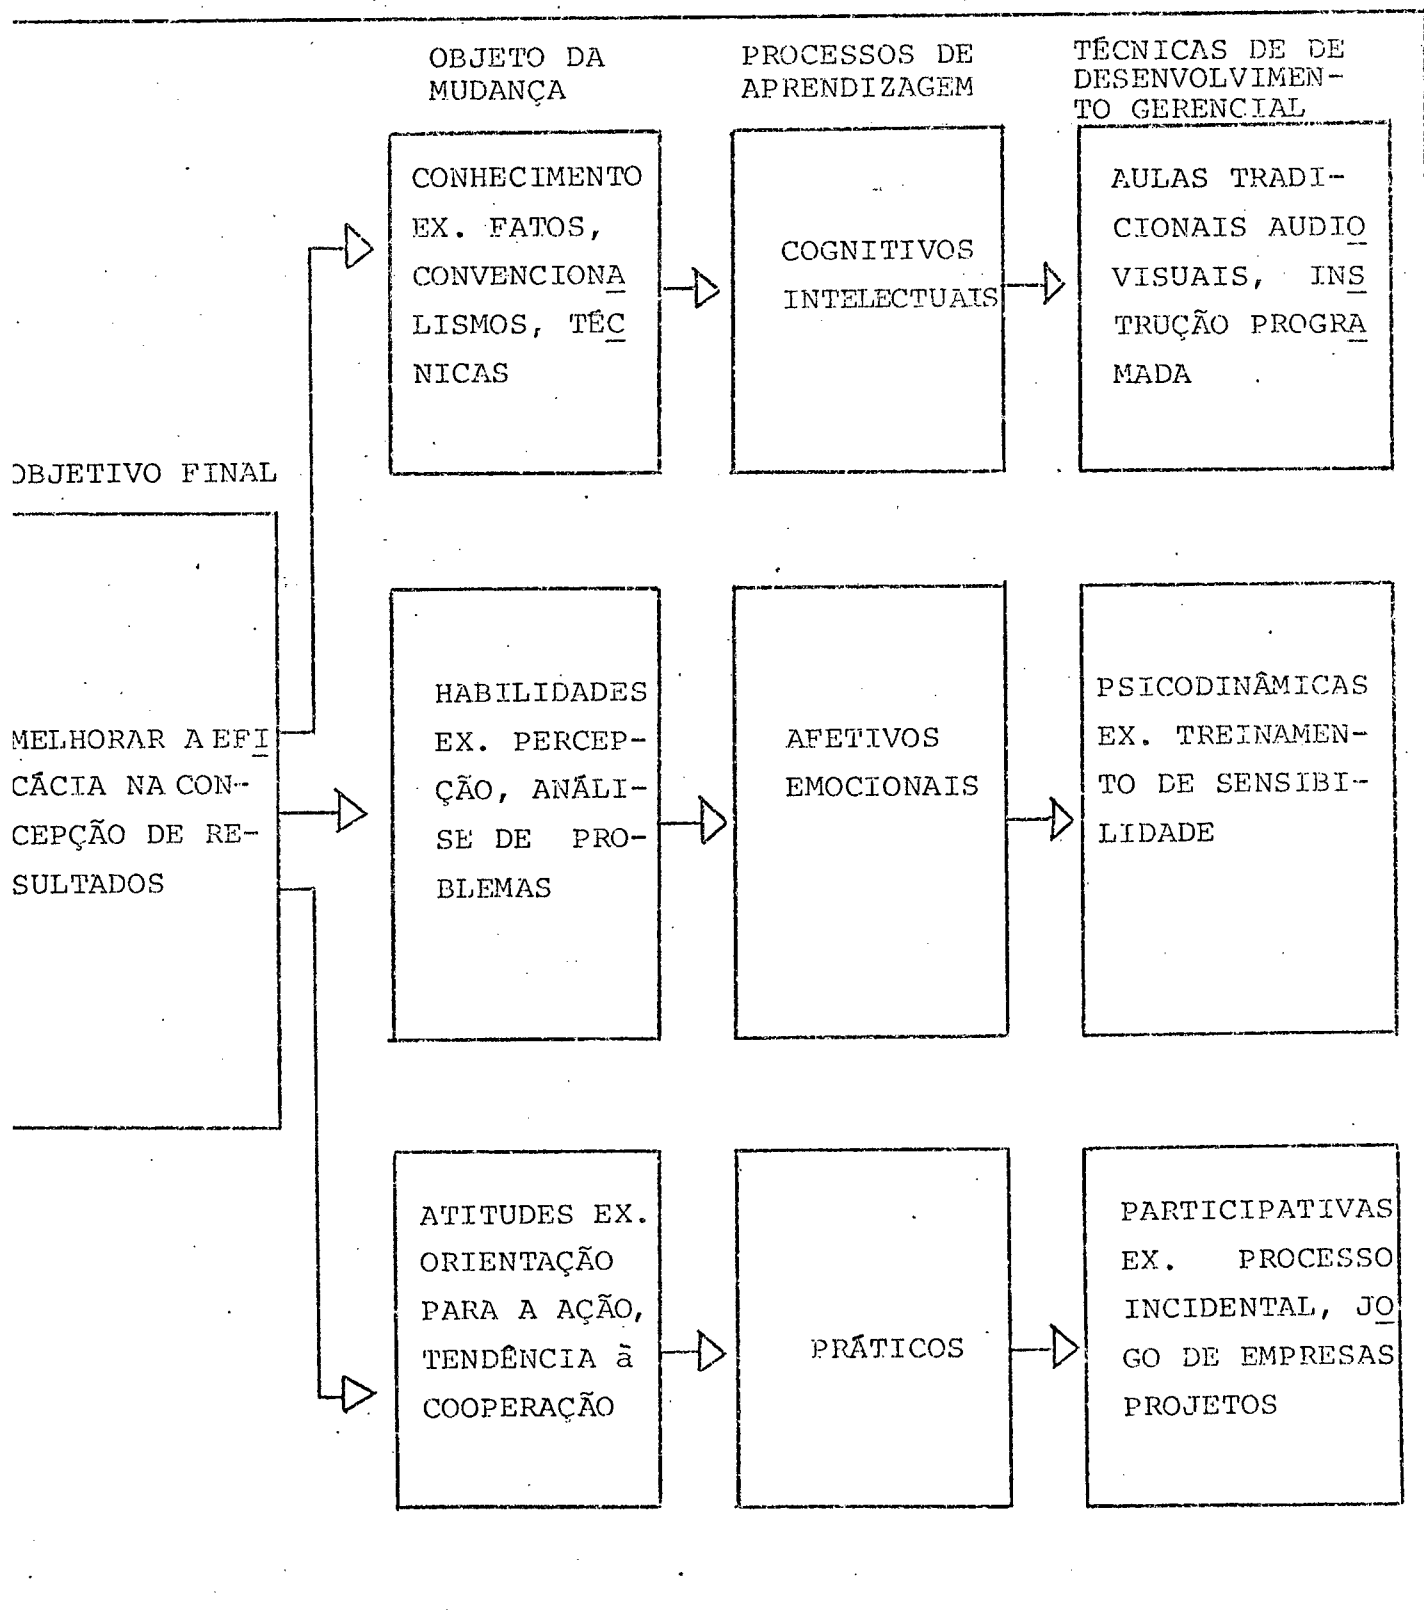 OBJETO DA
MUDANÇA
PROCESSOS DE
APRENDIZAGEM
TÉCNICAS DE DE
DESENVOLVIMEN-
TO GERENCIAL
CONHECIMENTO
EX. FATOS,
CONVENCIONA
LISMOS, TÉC
NICAS
COGNITIVOS
INTELECTUAIS
AULAS TRADI-
CIONAIS AUDIO
VISUAIS, INS
TRUÇÃO PROGRA
MADA
OBJETIVO FINAL
MELHORAR A EFI
CÁCIA NA CON-
CEPÇÃO DE RE-
SULTADOS
HABILIDADES
EX. PERCEP-
ÇÃO, ANÁLI-
SE DE PRO-
BLEMAS
AFETIVOS
EMOCIONAIS
PSICODINÂMICAS
EX. TREINAMEN-
TO DE SENSIBI-
LIDADE
ATITUDES EX.
ORIENTAÇÃO
PARA A AÇÃO,
TENDÊNCIA à
COOPERAÇÃO
PRÁTICOS
PARTICIPATIVAS
EX. PROCESSO
INCIDENTAL, JO
GO DE EMPRESAS
PROJETOS